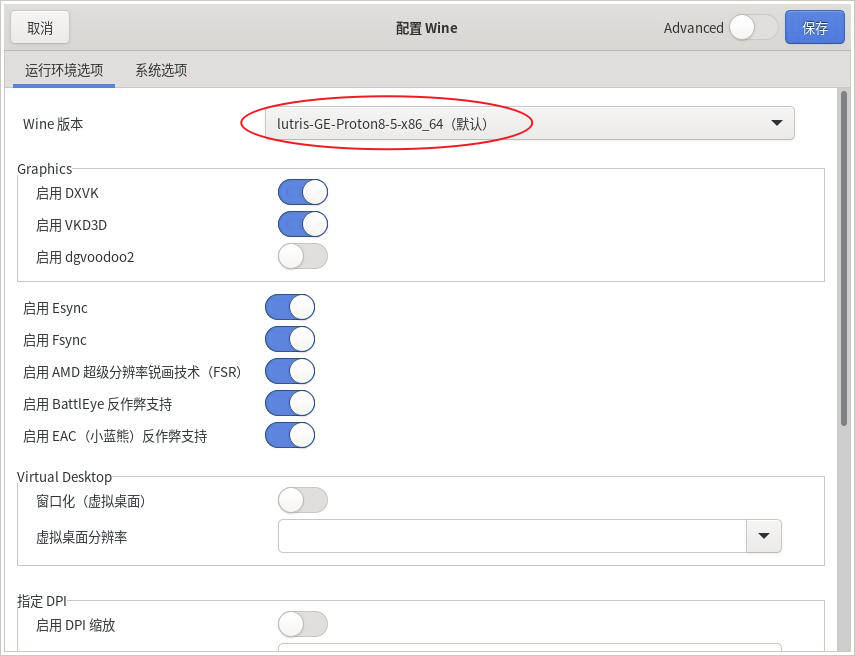 取消
配置 Wine
Advanced
保存
运行环境选项
系统选项
Wine 版本
lutris-GE-Proton8-5-x86_64（默认）
Graphics
启用 DXVK
启用 VKD3D
启用 dgvoodoo2
启用 Esync
启用 Fsync
启用 AMD 超级分辨率锐画技术（FSR）
启用 BattlEye 反作弊支持
启用 EAC（小蓝熊）反作弊支持
Virtual Desktop
窗口化（虚拟桌面）
虚拟桌面分辨率
指定 DPI
启用 DPI 缩放